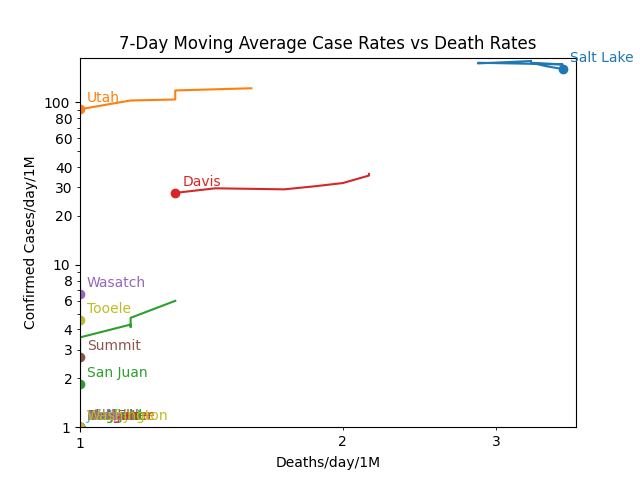 7-Day Moving Average Case Rates vs Death Rates
Salt Lake
Utah
Davis
Wasatch
Tooele
Summit
San Juan
Confirmed Cases/day/1M
100
80
60
40
30
20
10
8
6
4
3
2
1
1
2
3
Deaths/day/1M